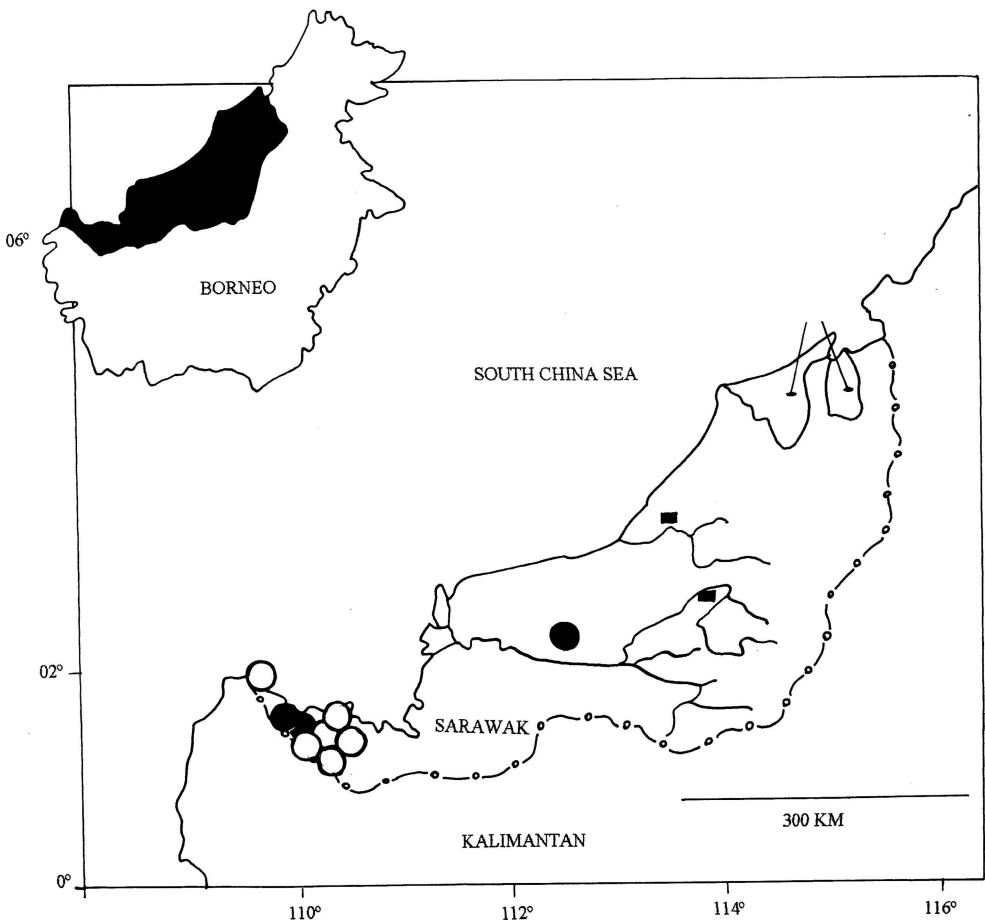 06°
BORNEO
SOUTH CHINA SEA
02°
SARAWAK
300 KM
KALIMANTAN
0°
110°
112°
114°
116°